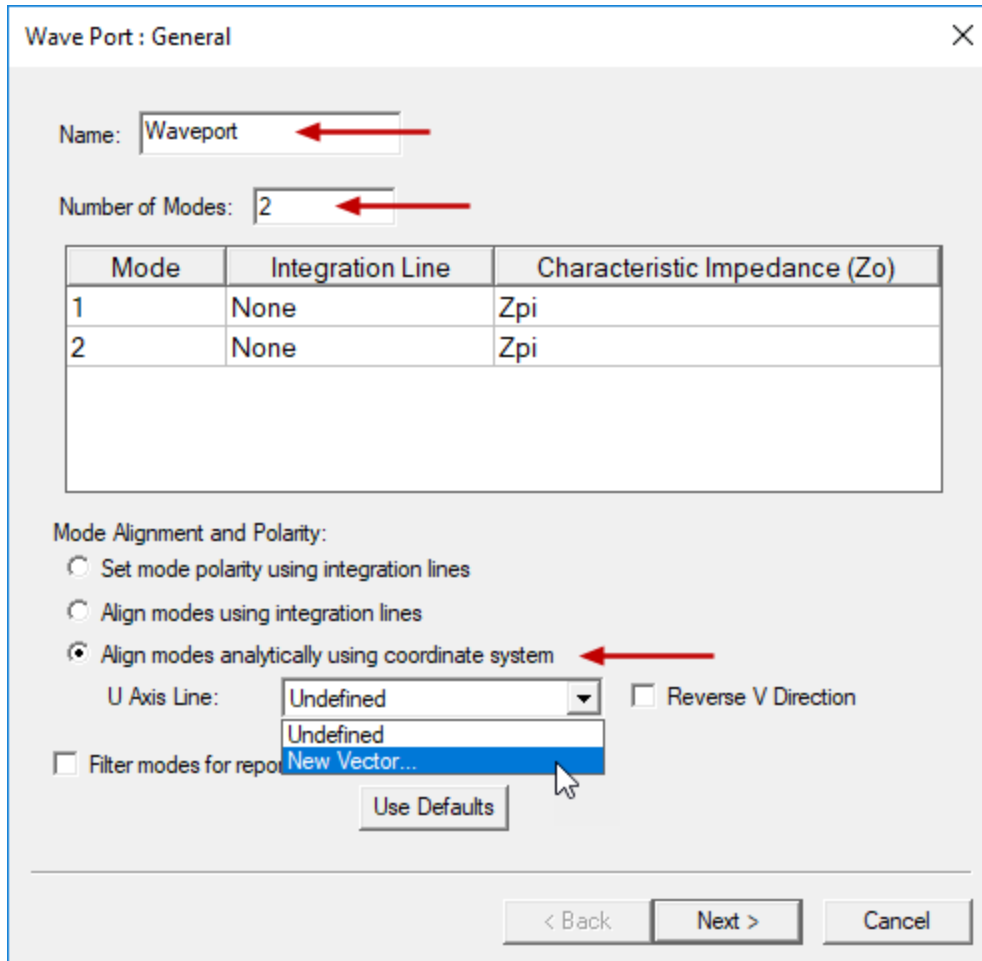 Wave Port : General
Name: Waveport
Number of Modes: 2
Mode Integration Line Characteristic Impedance (Zo)
1 None Zpi
2 None Zpi
Mode Alignment and Polarity:
Set mode polarity using integration lines
Align modes using integration lines
Align modes analytically using coordinate system
U Axis Line: Undefined Reverse V Direction
Undefined
Filter modes for repor New Vector...
Use Defaults
< Back Next > Cancel